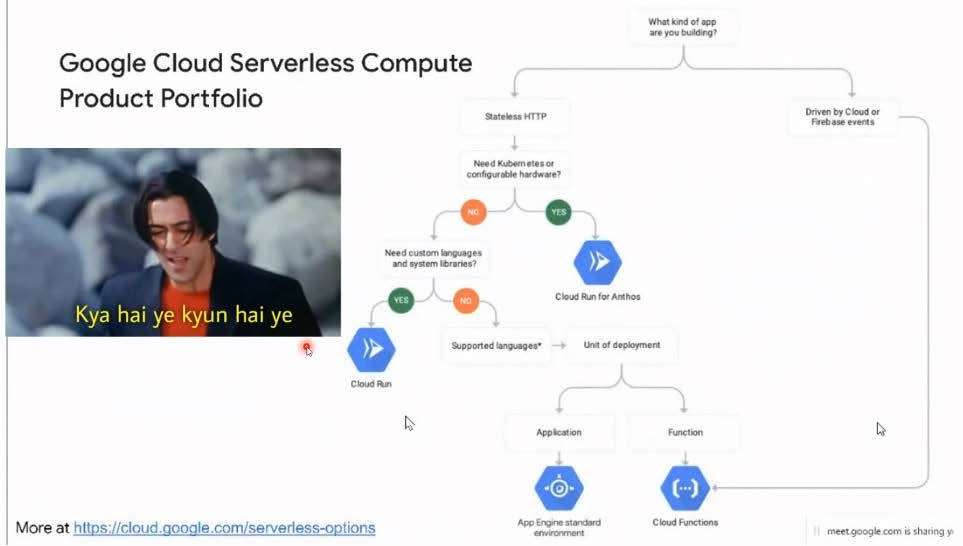 Google Cloud Serverless Compute
Product Portfolio
What kind of app
are you building?
Stateless HTTP
Driven by Cloud or
Firebase events
Need Kubernetes or
configurable hardware?
NO
YES
Need custom languages
and system libraries?
Cloud Run for Anthos
YES
NO
Kya hai ye kyun hai ye
Supported languages*
Unit of deployment
Cloud Run
Application
Function
App Engine standard
environment
Cloud Functions
More at https://cloud.google.com/serverless-options
meet.google.com is sharing